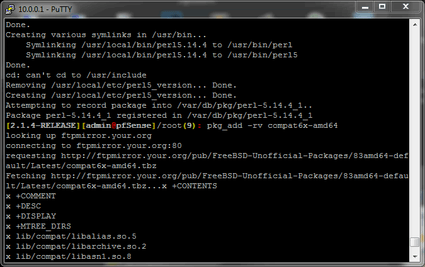 10.0.0.1 - PuTTY
Done.
Creating various symlinks in /usr/bin...
Symlinking /usr/local/bin/perl5.14.4 to /usr/bin/perl
Symlinking /usr/local/bin/perl5.14.4 to /usr/bin/perl5
Done.
cd: can't cd to /usr/include
Removing /usr/local/etc/perl5_version... Done.
Creating /usr/local/etc/perl5_version... Done.
Attempting to record package into /var/db/pkg/perl-5.14.4_1..
Package perl-5.14.4_1 registered in /var/db/pkg/perl-5.14.4_1
[2.1.4-RELEASE][admin@pfSense]/root(9): pkg_add -rv compat6x-amd64
looking up ftpmirror.your.org
connecting to ftpmirror.your.org:80
requesting http://ftpmirror.your.org/pub/FreeBSD-Unofficial-Packages/83amd64-def
ault/Latest/compat6x-amd64.tbz
Fetching http://ftpmirror.your.org/pub/FreeBSD-Unofficial-Packages/83amd64-defau
lt/Latest/compat6x-amd64.tbz...x +CONTENTS
x +COMMENT
x +DESC
x +DISPLAY
x +MTREE_DIRS
x lib/compat/libalias.so.5
x lib/compat/libarchive.so.2
x lib/compat/libasn1.so.8